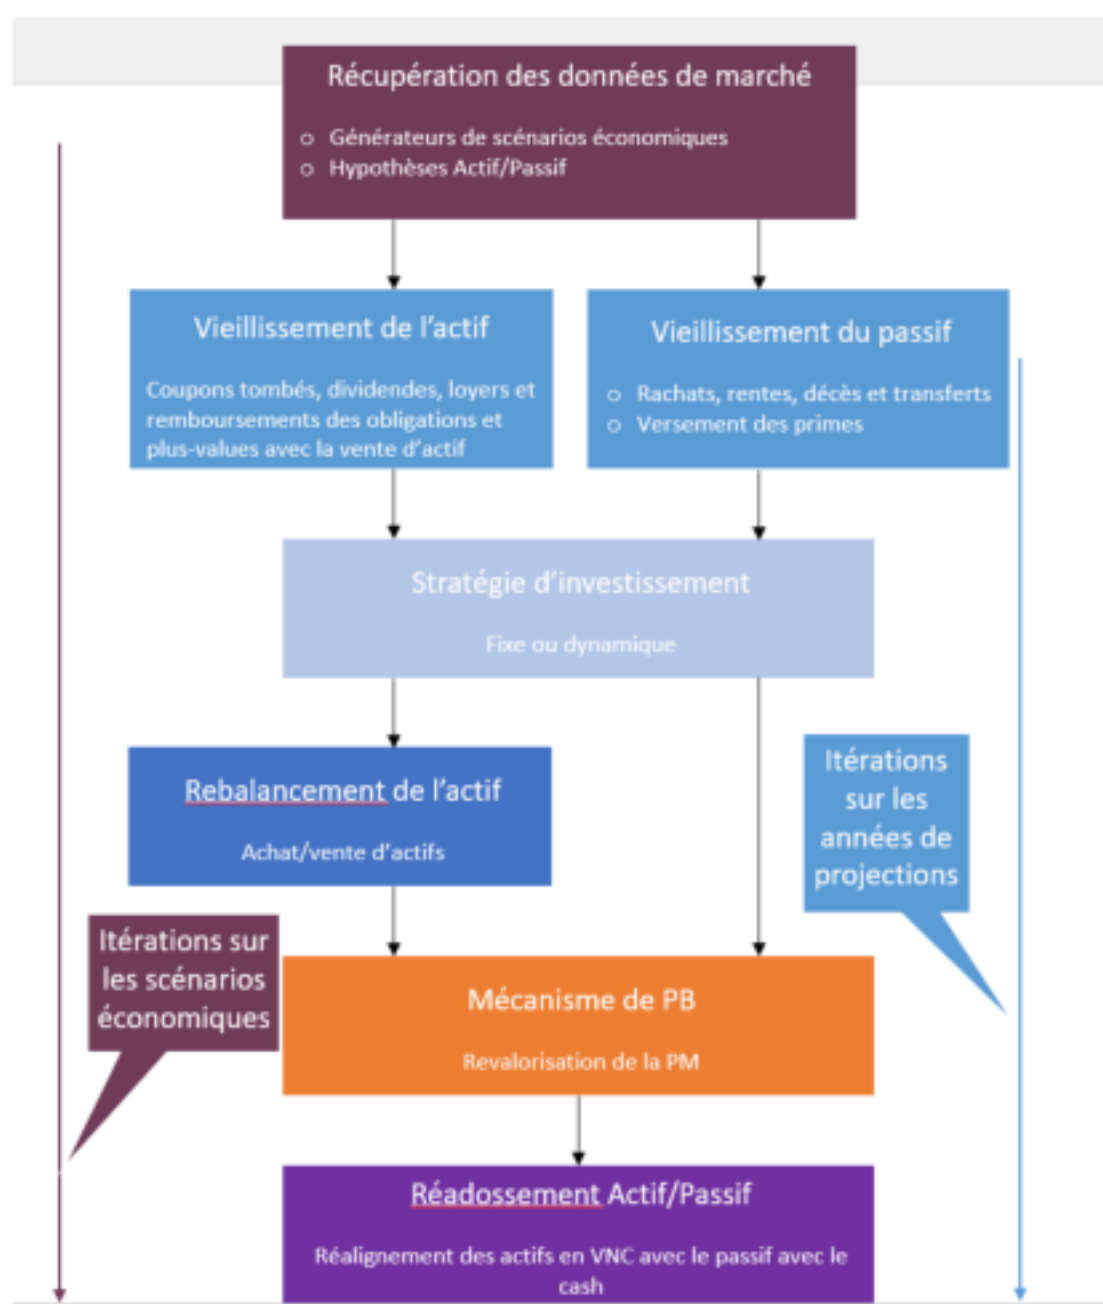 Récupération des données de marché
o Générateurs de scénarios économiques
o Hypothèses Actif/Passif
Vieillissement de l'actif
Coupons tombés, dividendes, loyers et
remboursements des obligations et
plus-values avec la vente d'actif
Vieillissement du passif
o Rachats, rentes, décès et transferts
o Versement des primes
Stratégie d'investissement
Fixe ou dynamique
Rebalancement de l'actif
Achat/vente d'actifs
Itérations
sur les
années de
projections
Itérations sur
les scénarios
économiques
Mécanisme de PB
Revalorisation de la PM
Réadossement Actif/Passif
Réalignement des actifs en VNC avec le passif avec le
cash